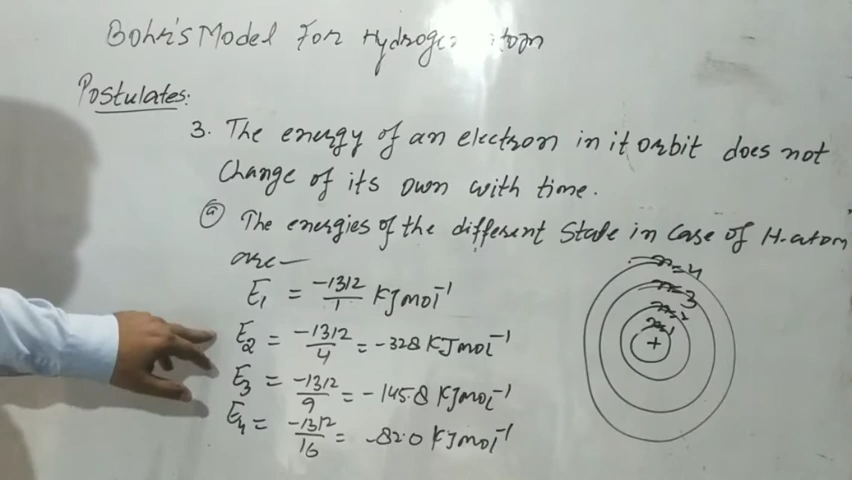 Bohr's Model For Hydroge tom
Postulates:
3. The energy of an electron in it orbit does not
Change of its own with time.
(a) The energies of the different State in Case of H-atom
are—
E₁ = -1312/1 KJmol⁻¹
E₂ = -1312/4 = -328 KJmol⁻¹
E₃ = -1312/9 = -145.8 KJmol⁻¹
E₄ = -1312/16 = -82.0 KJmol⁻¹
n=4
n=3
n=2
n=1
+